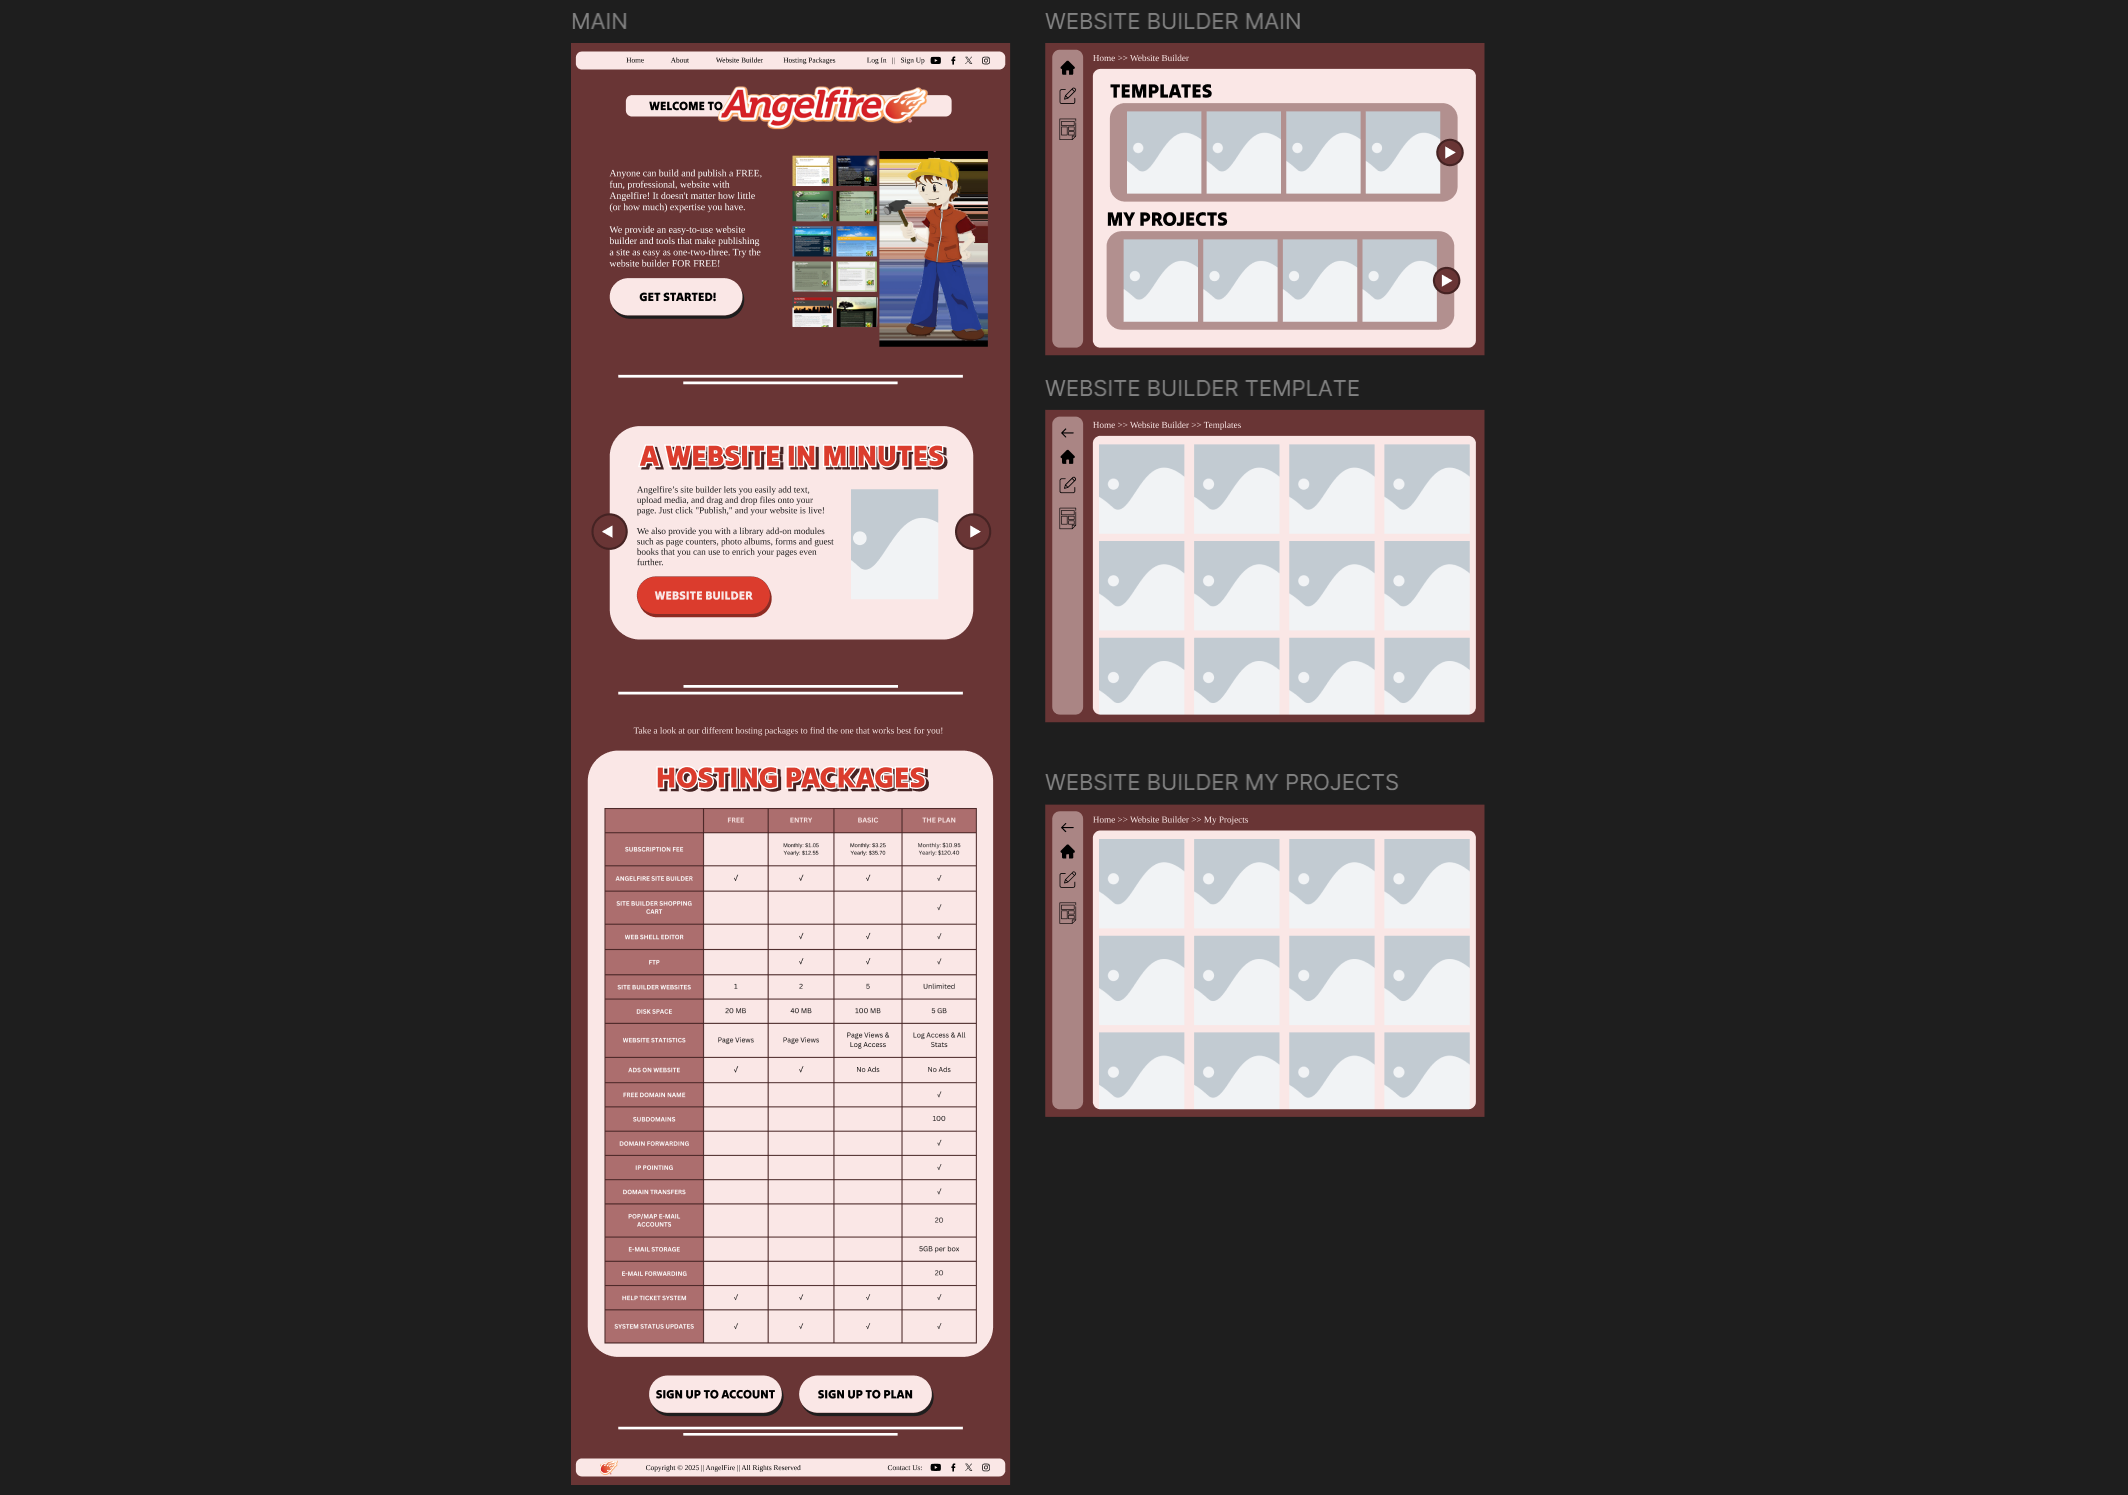 MAIN
Home About Website Builder Hosting Packages Log In || Sign Up
WELCOME TO Angelfire
Anyone can build and publish a FREE,
fun, professional, website with
Angelfire! It doesn't matter how little
(or how much) expertise you have.
We provide an easy-to-use website
builder and tools that make publishing
a site as easy as one-two-three. Try the
website builder FOR FREE!
GET STARTED!
A WEBSITE IN MINUTES
Angelfire's site builder lets you easily add text,
upload media, and drag and drop files onto your
page. Just click "Publish," and your website is live!
We also provide you with a library add-on modules
such as page counters, photo albums, forms and guest
books that you can use to enrich your pages even
further.
WEBSITE BUILDER
Take a look at our different hosting packages to find the one that works best for you!
HOSTING PACKAGES
FREE ENTRY BASIC THE PLAN
SUBSCRIPTION FEE
Monthly: $1.05 Monthly: $3.25 Monthly: $10.95
Yearly: $12.55 Yearly: $35.70 Yearly: $120.40
ANGELFIRE SITE BUILDER √ √ √ √
SITE BUILDER SHOPPING
CART √
WEB SHELL EDITOR √ √ √
FTP √ √ √
SITE BUILDER WEBSITES 1 2 5 Unlimited
DISK SPACE 20 MB 40 MB 100 MB 5 GB
WEBSITE STATISTICS Page Views Page Views Page Views & Log Access Log Access & All Stats
ADS ON WEBSITE √ √ No Ads No Ads
FREE DOMAIN NAME √
SUBDOMAINS 100
DOMAIN FORWARDING √
IP POINTING √
DOMAIN TRANSFERS √
POP/MAP E-MAIL
ACCOUNTS 20
E-MAIL STORAGE 5GB per box
E-MAIL FORWARDING 20
HELP TICKET SYSTEM √ √ √ √
SYSTEM STATUS UPDATES √ √ √ √
SIGN UP TO ACCOUNT SIGN UP TO PLAN
Copyright © 2025 || AngelFire || All Rights Reserved Contact Us:
WEBSITE BUILDER MAIN
Home >> Website Builder
TEMPLATES
MY PROJECTS
WEBSITE BUILDER TEMPLATE
Home >> Website Builder >> Templates
WEBSITE BUILDER MY PROJECTS
Home >> Website Builder >> My Projects